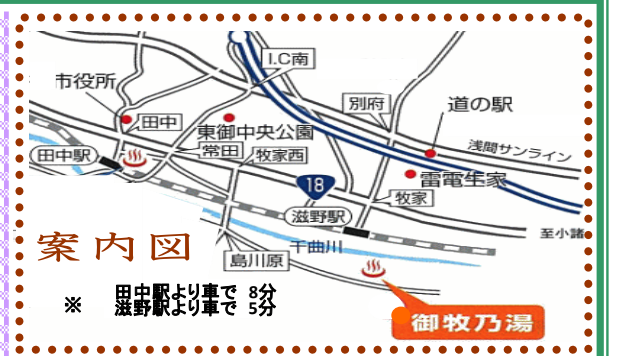 I.C南
市役所
別府
道の駅
田中
東御中央公園
浅間サンライン
田中駅
常田
牧家西
雷電生家
18
牧家
滋野駅
至小諸
案内図
千曲川
島川原
※ 田中駅より車で 8分
滋野駅より車で 5分
御牧乃湯